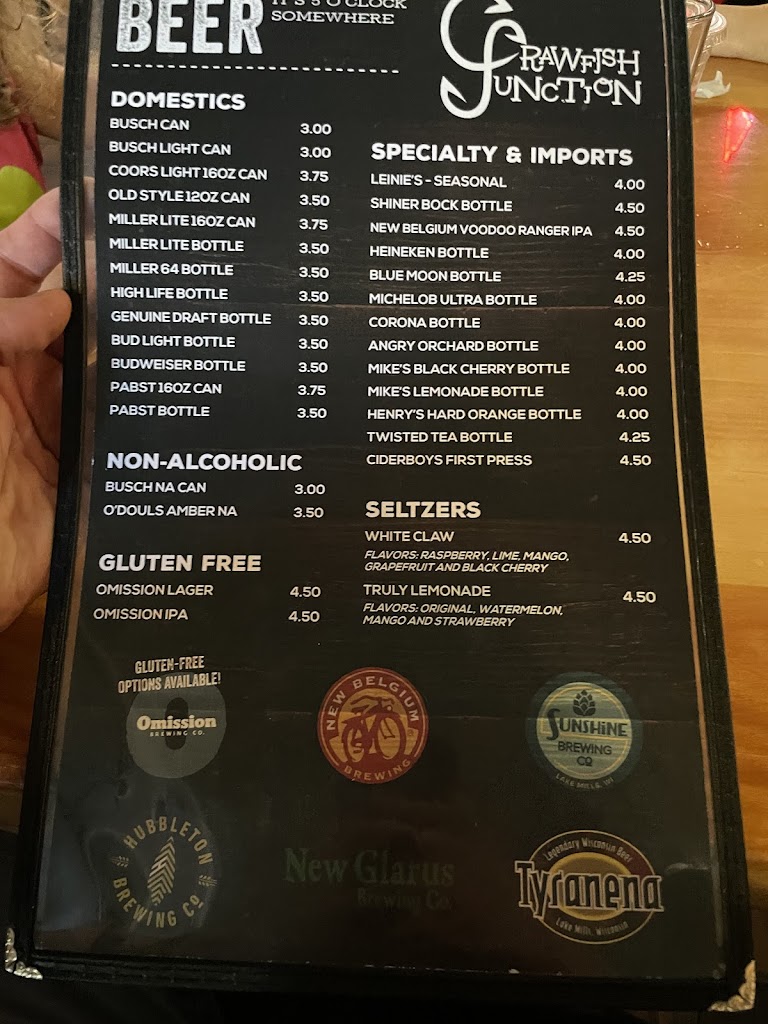 BEER
IT'S 5 O'CLOCK
SOMEWHERE
CRAWFISH
JUNCTION
DOMESTICS
BUSCH CAN 3.00
BUSCH LIGHT CAN 3.00
COORS LIGHT 16OZ CAN 3.75
OLD STYLE 12OZ CAN 3.50
MILLER LITE 16OZ CAN 3.75
MILLER LITE BOTTLE 3.50
MILLER 64 BOTTLE 3.50
HIGH LIFE BOTTLE 3.50
GENUINE DRAFT BOTTLE 3.50
BUD LIGHT BOTTLE 3.50
BUDWEISER BOTTLE 3.50
PABST 16OZ CAN 3.75
PABST BOTTLE 3.50
NON-ALCOHOLIC
BUSCH NA CAN 3.00
O'DOULS AMBER NA 3.50
GLUTEN FREE
OMISSION LAGER 4.50
OMISSION IPA 4.50
SPECIALTY & IMPORTS
LEINIE'S - SEASONAL 4.00
SHINER BOCK BOTTLE 4.50
NEW BELGIUM VOODOO RANGER IPA 4.50
HEINEKEN BOTTLE 4.00
BLUE MOON BOTTLE 4.25
MICHELOB ULTRA BOTTLE 4.00
CORONA BOTTLE 4.00
ANGRY ORCHARD BOTTLE 4.00
MIKE'S BLACK CHERRY BOTTLE 4.00
MIKE'S LEMONADE BOTTLE 4.00
HENRY'S HARD ORANGE BOTTLE 4.00
TWISTED TEA BOTTLE 4.25
CIDERBOYS FIRST PRESS 4.50
SELTZERS
WHITE CLAW 4.50
FLAVORS: RASPBERRY, LIME, MANGO,
GRAPEFRUIT AND BLACK CHERRY
TRULY LEMONADE 4.50
FLAVORS: ORIGINAL, WATERMELON,
MANGO AND STRAWBERRY
GLUTEN-FREE
OPTIONS AVAILABLE!
Omission
BREWING CO.
NEW BELGIUM
BREWING
SUNSHINE
BREWING
CO
LAKE MILLS, WI
HUBBLETON
BREWING CO
New Glarus
Brewing Co.
Legendary Wisconsin Beer
Tyranena
Lake Mills, Wisconsin